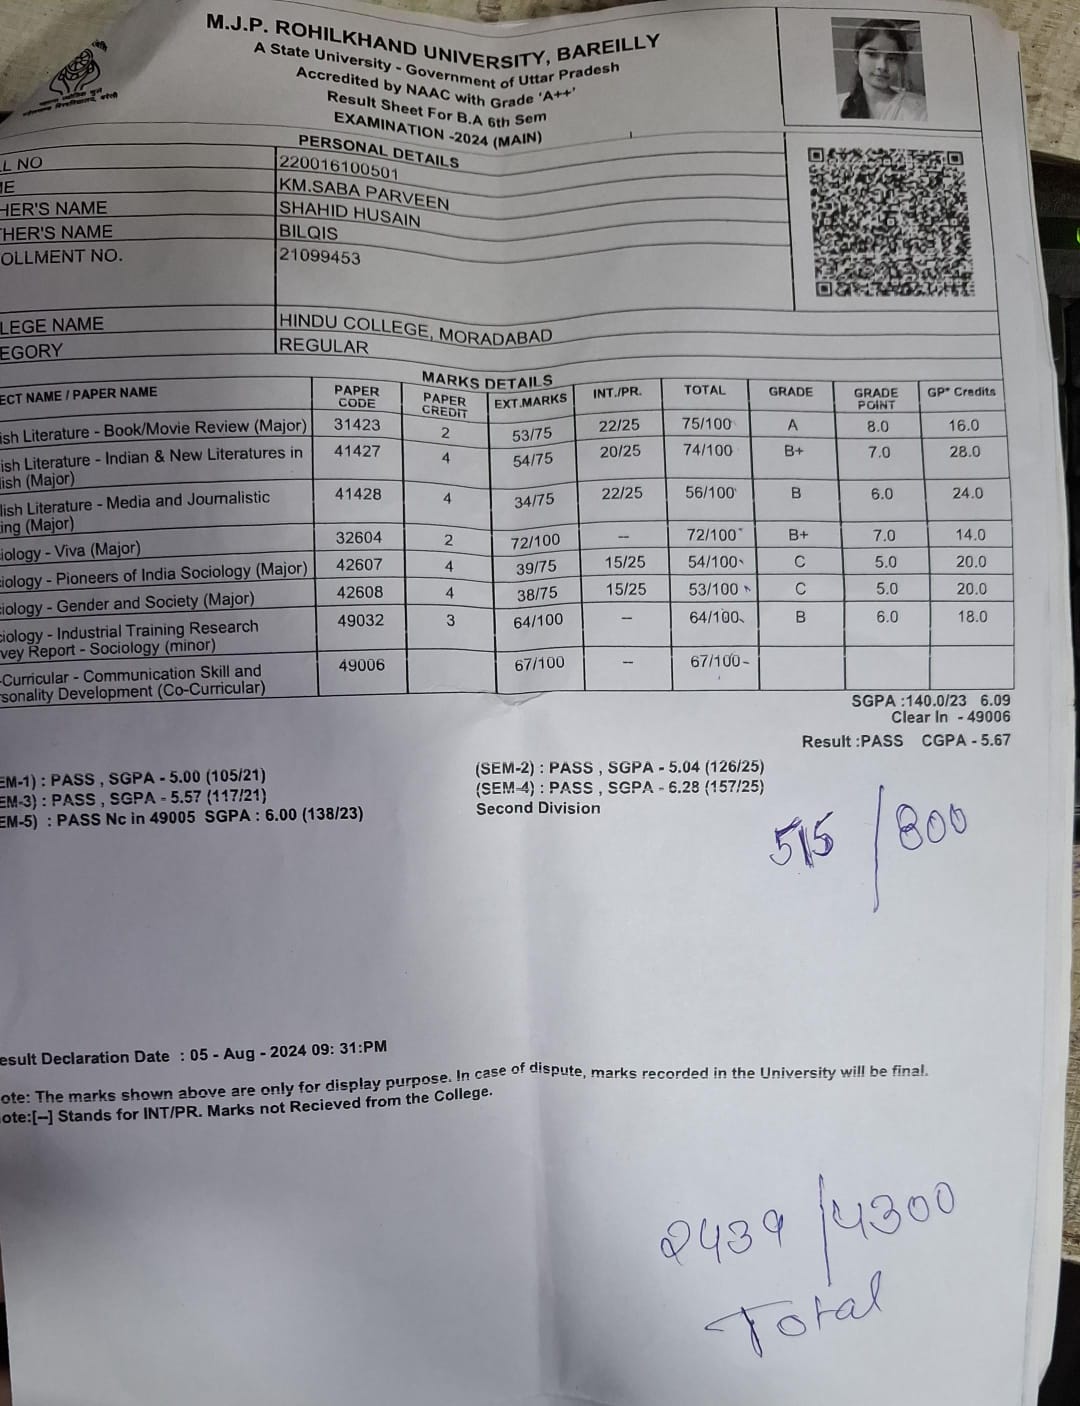 M.J.P. ROHILKHAND UNIVERSITY, BAREILLY
A State University - Government of Uttar Pradesh
Accredited by NAAC with Grade 'A++'
Result Sheet For B.A 6th Sem
EXAMINATION -2024 (MAIN)
PERSONAL DETAILS
L NO 220016100501
ME KM.SABA PARVEEN
HER'S NAME SHAHID HUSAIN
THER'S NAME BILQIS
OLLMENT NO. 21099453
LEGE NAME HINDU COLLEGE, MORADABAD
EGORY REGULAR
MARKS DETAILS
ECT NAME / PAPER NAME PAPER CODE PAPER CREDIT EXT.MARKS INT./PR. TOTAL GRADE GRADE POINT GP* Credits
ish Literature - Book/Movie Review (Major) 31423 2 53/75 22/25 75/100 A 8.0 16.0
ish Literature - Indian & New Literatures in
lish (Major) 41427 4 54/75 20/25 74/100 B+ 7.0 28.0
lish Literature - Media and Journalistic
ing (Major) 41428 4 34/75 22/25 56/100 B 6.0 24.0
iology - Viva (Major) 32604 2 72/100 -- 72/100 B+ 7.0 14.0
iology - Pioneers of India Sociology (Major) 42607 4 39/75 15/25 54/100 C 5.0 20.0
iology - Gender and Society (Major) 42608 4 38/75 15/25 53/100 C 5.0 20.0
iology - Industrial Training Research
vey Report - Sociology (minor) 49032 3 64/100 -- 64/100 B 6.0 18.0
-Curricular - Communication Skill and
rsonality Development (Co-Curricular) 49006 67/100 -- 67/100
SGPA :140.0/23 6.09
Clear In - 49006
Result :PASS CGPA - 5.67
EM-1) : PASS , SGPA - 5.00 (105/21) (SEM-2) : PASS , SGPA - 5.04 (126/25)
EM-3) : PASS , SGPA - 5.57 (117/21) (SEM-4) : PASS , SGPA - 6.28 (157/25)
EM-5) : PASS Nc in 49005 SGPA : 6.00 (138/23) Second Division
515 / 800
esult Declaration Date : 05 - Aug - 2024 09: 31:PM
ote: The marks shown above are only for display purpose. In case of dispute, marks recorded in the University will be final.
ote:[--] Stands for INT/PR. Marks not Recieved from the College.
2439 / 4300
Total